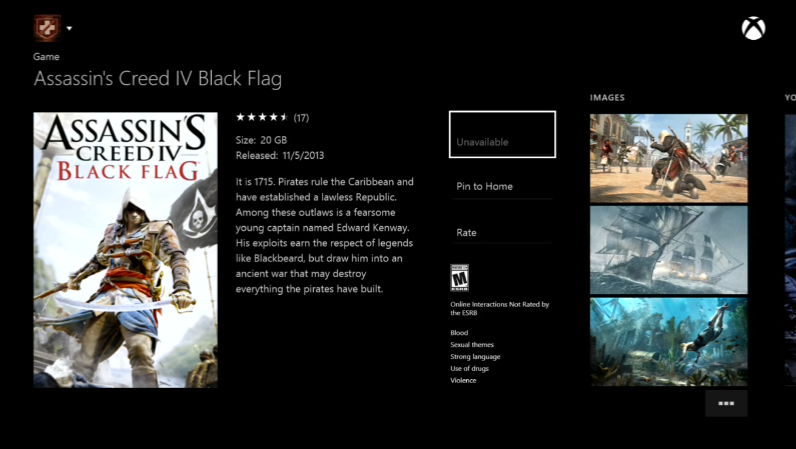 Game
Assassin's Creed IV Black Flag
ASSASSIN'S
CREED IV
BLACK FLAG
(17)
Size: 20 GB
Released: 11/5/2013
It is 1715. Pirates rule the Caribbean and
have established a lawless Republic.
Among these outlaws is a fearsome
young captain named Edward Kenway.
His exploits earn the respect of legends
like Blackbeard, but draw him into an
ancient war that may destroy
everything the pirates have built.
Unavailable
Pin to Home
Rate
M
ESRB
Online Interactions Not Rated by
the ESRB
Blood
Sexual themes
Strong language
Use of drugs
Violence
IMAGES
YO